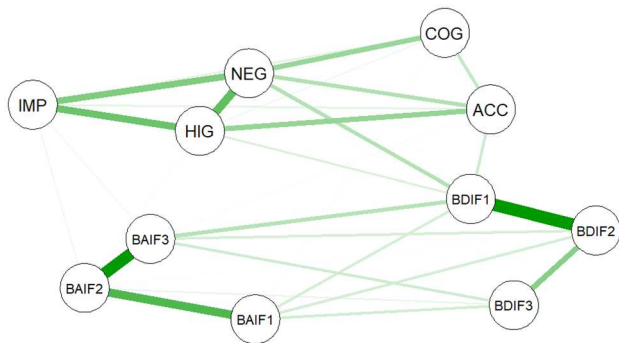 COG
NEG
IMP
ACC
HIG
BDIF1
BDIF2
BAIF3
BAIF2
BDIF3
BAIF1